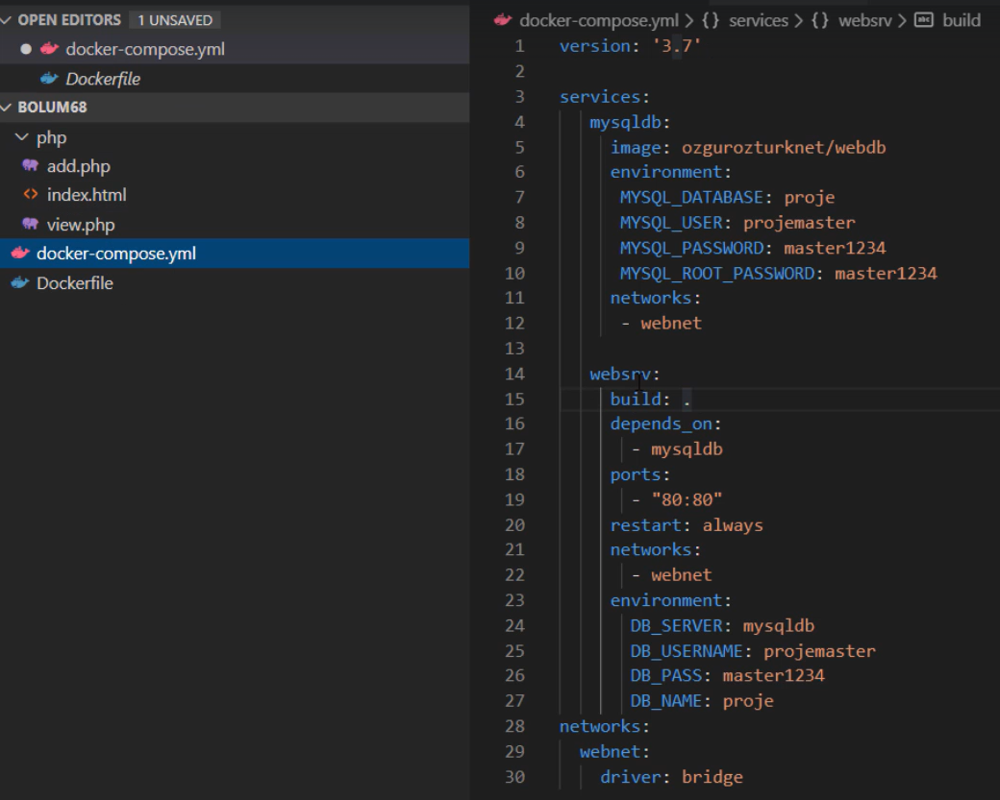 OPEN EDITORS 1 UNSAVED
docker-compose.yml
Dockerfile
BOLUM68
php
add.php
index.html
view.php
docker-compose.yml
Dockerfile
docker-compose.yml > {} services > {} websrv > abc build
1 version: '3.7'
2
3 services:
4 mysqldb:
5 image: ozgurozturknet/webdb
6 environment:
7 MYSQL_DATABASE: proje
8 MYSQL_USER: projemaster
9 MYSQL_PASSWORD: master1234
10 MYSQL_ROOT_PASSWORD: master1234
11 networks:
12 - webnet
13
14 websrv:
15 build: .
16 depends_on:
17 - mysqldb
18 ports:
19 - "80:80"
20 restart: always
21 networks:
22 - webnet
23 environment:
24 DB_SERVER: mysqldb
25 DB_USERNAME: projemaster
26 DB_PASS: master1234
27 DB_NAME: proje
28 networks:
29 webnet:
30 driver: bridge